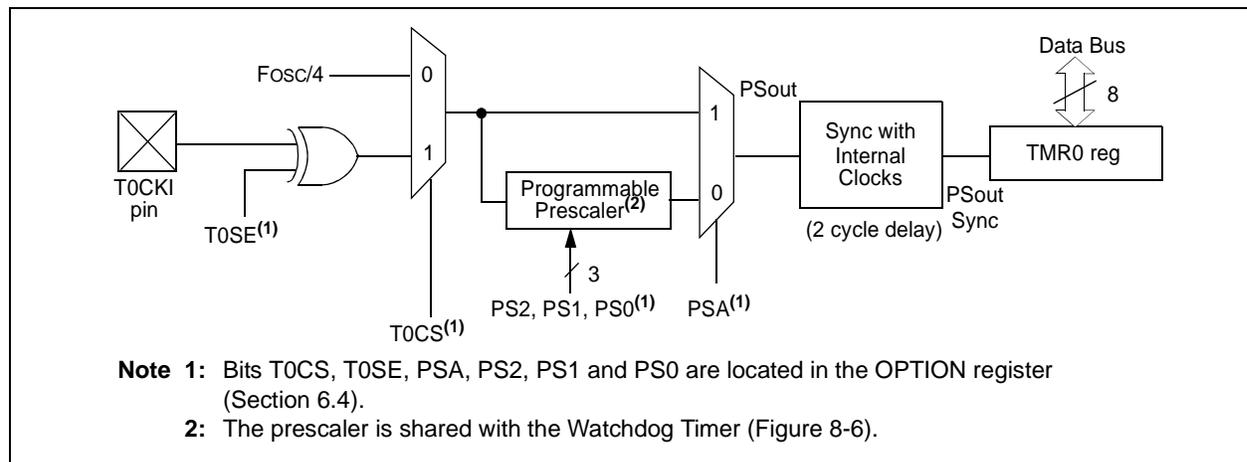 Data Bus
FOSC/4
0
8
PSout
1
1
Sync with
Internal
Clocks
TMR0 reg
T0CKI
pin
Programmable
Prescaler(2)
0
PSout
Sync
T0SE(1)
(2 cycle delay)
3
PS2, PS1, PS0(1)
PSA(1)
T0CS(1)
Note 1: Bits T0CS, T0SE, PSA, PS2, PS1 and PS0 are located in the OPTION register
(Section 6.4).
2: The prescaler is shared with the Watchdog Timer (Figure 8-6).